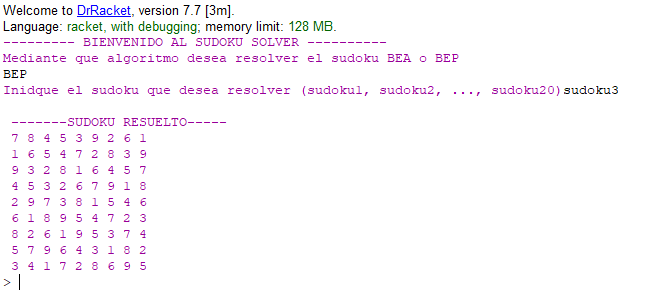 Welcome to DrRacket, version 7.7 [3m].
Language: racket, with debugging; memory limit: 128 MB.
--------- BIENVENIDO AL SUDOKU SOLVER ----------
Mediante que algoritmo desea resolver el sudoku BEA o BEP
BEP
Inidque el sudoku que desea resolver (sudoku1, sudoku2, ..., sudoku20)sudoku3
-------SUDOKU RESUELTO-----
7 8 4 5 3 9 2 6 1
1 6 5 4 7 2 8 3 9
9 3 2 8 1 6 4 5 7
4 5 3 2 6 7 9 1 8
2 9 7 3 8 1 5 4 6
6 1 8 9 5 4 7 2 3
8 2 6 1 9 5 3 7 4
5 7 9 6 4 3 1 8 2
3 4 1 7 2 8 6 9 5
>